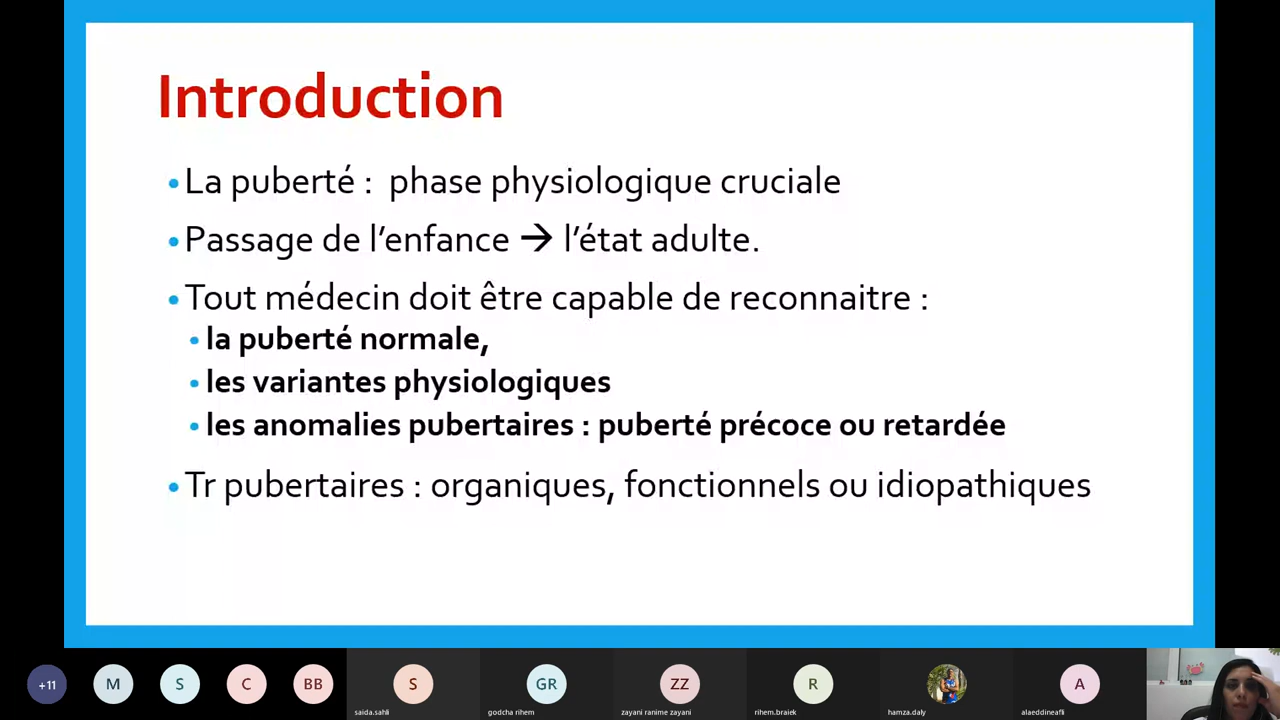 Introduction
•La puberté : phase physiologique cruciale
•Passage de l’enfance → l’état adulte.
•Tout médecin doit être capable de reconnaitre :
•la puberté normale,
•les variantes physiologiques
•les anomalies pubertaires : puberté précoce ou retardée
•Tr pubertaires : organiques, fonctionnels ou idiopathiques
+11 M S C BB S GR ZZ R A
saida.sahli godcha rihem zayani ranime zayani rihem.braiek hamza.daly alaeddineafli